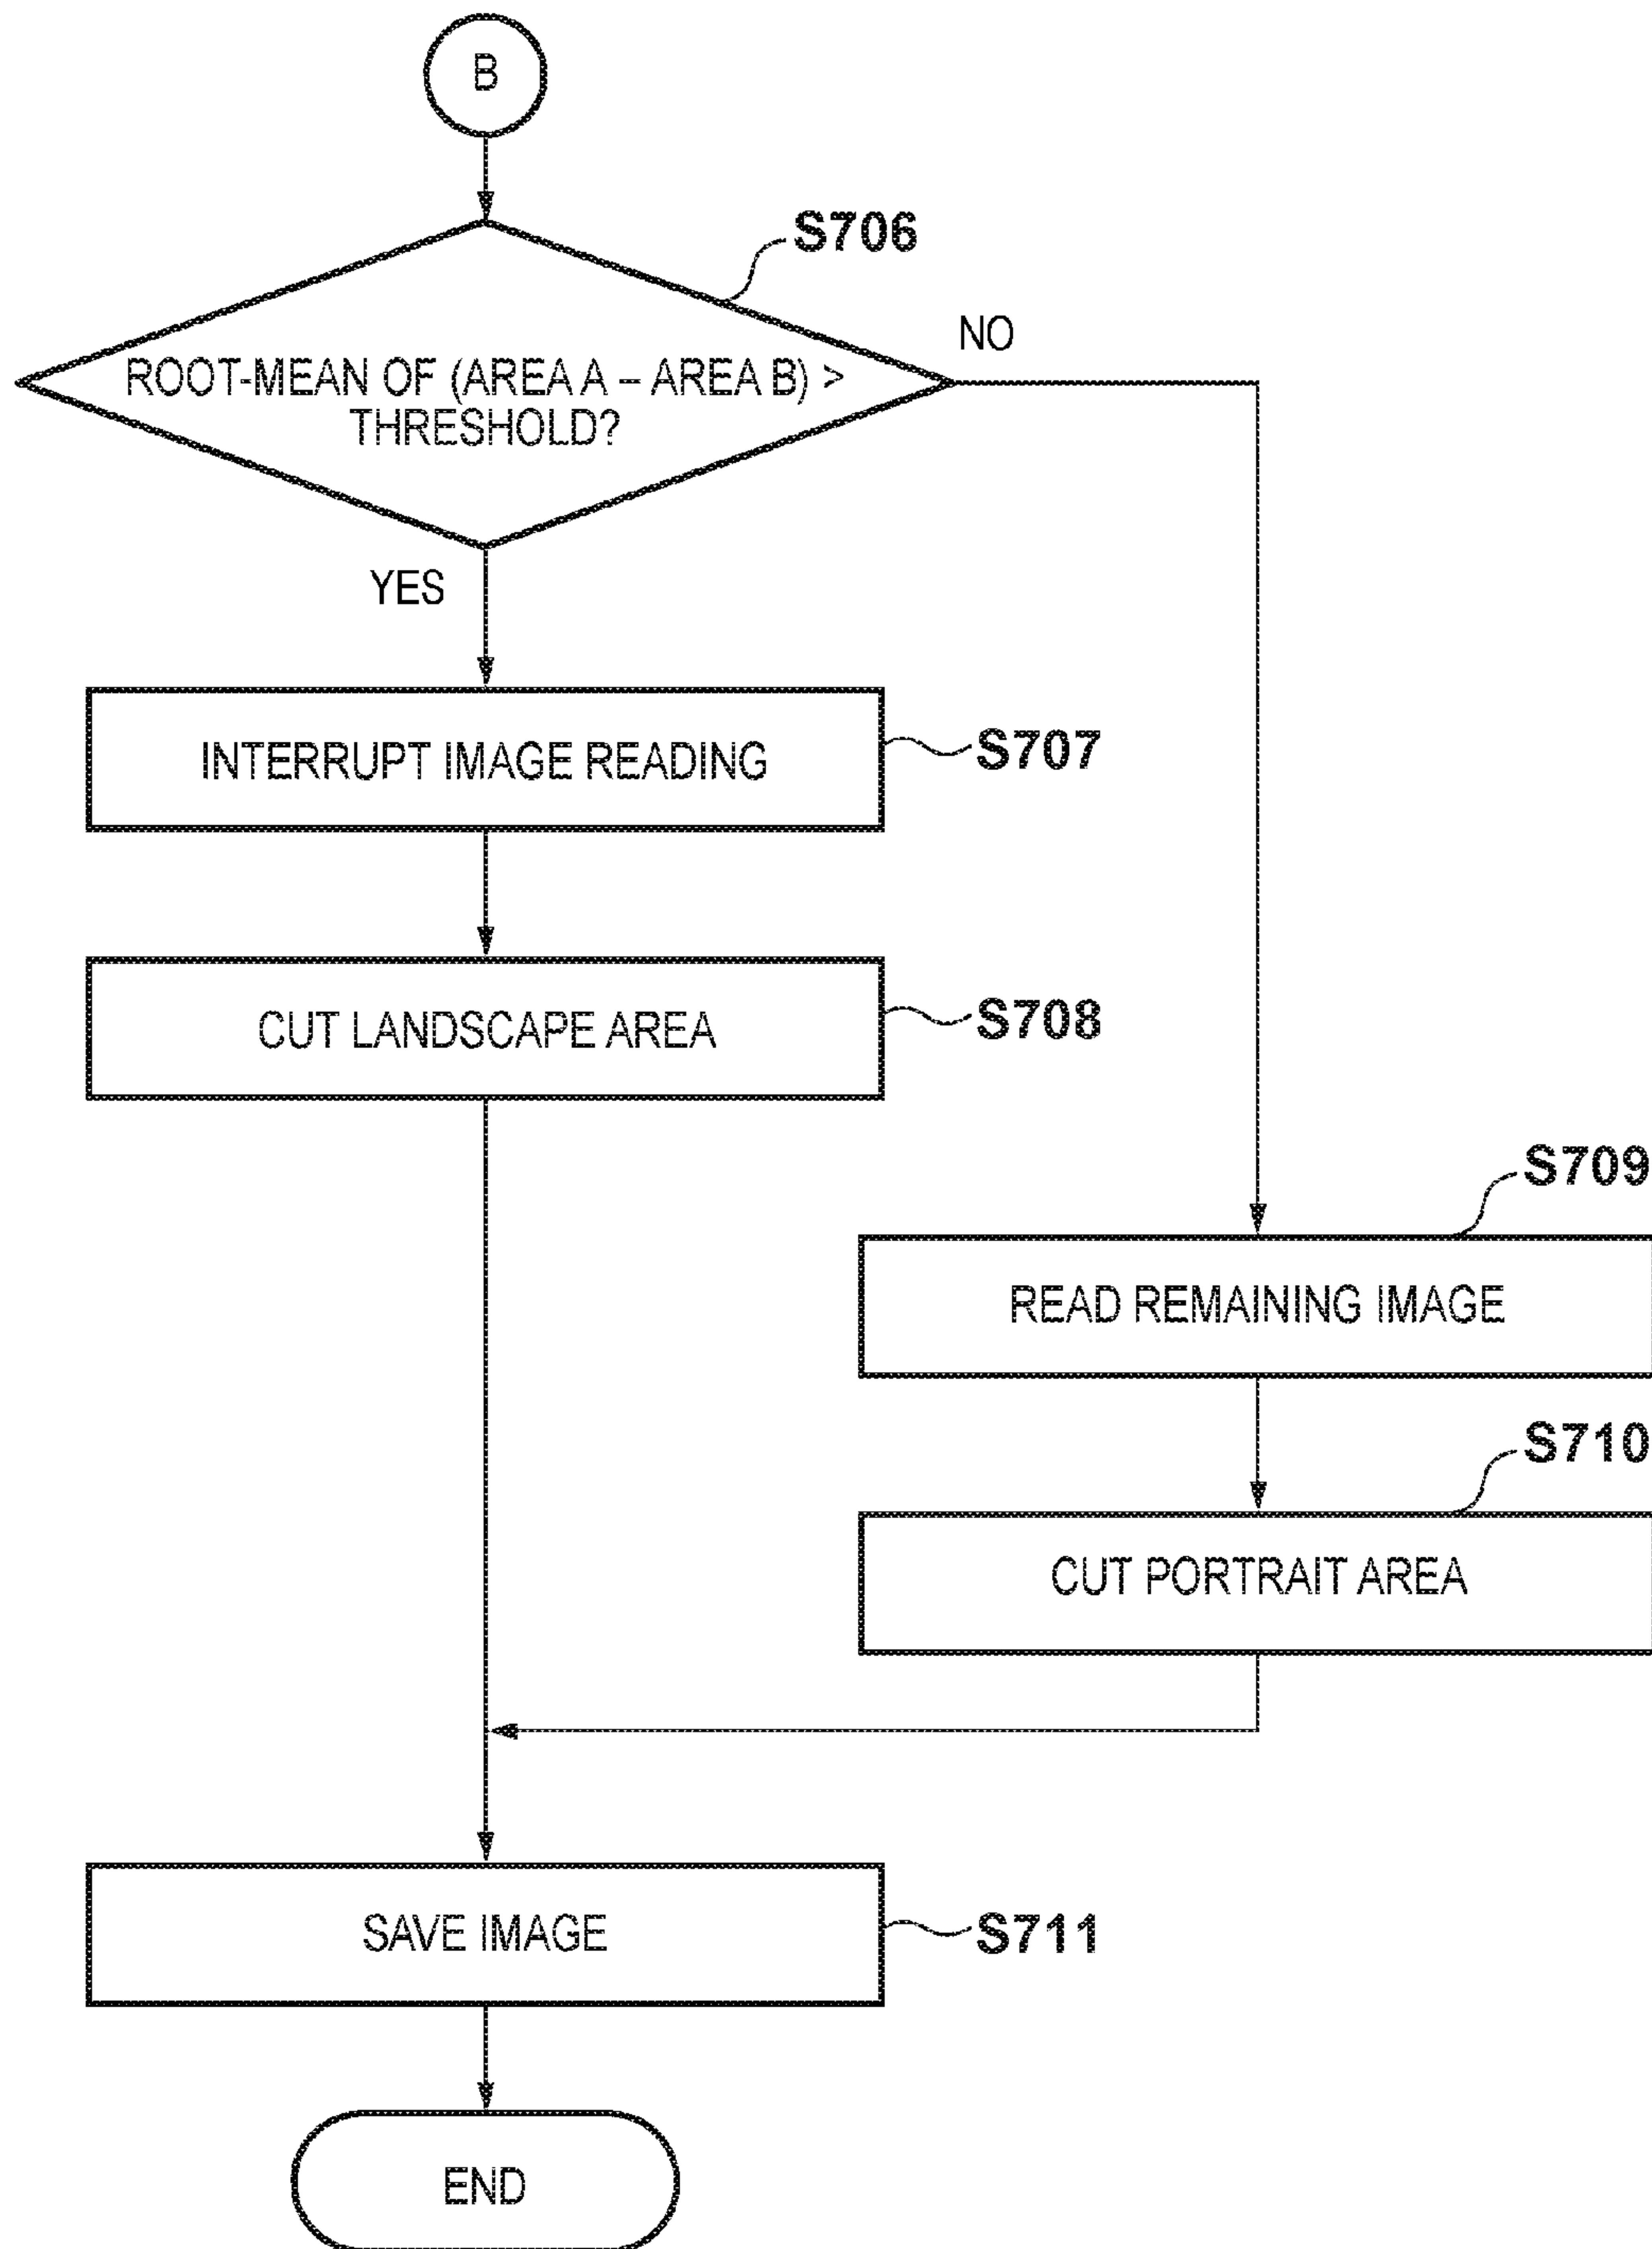 B
S706
NO
ROOT-MEAN OF (AREA A – AREA B) >
THRESHOLD?
YES
INTERRUPT IMAGE READING
S707
CUT LANDSCAPE AREA
S708
S709
READ REMAINING IMAGE
S710
CUT PORTRAIT AREA
SAVE IMAGE
S711
END